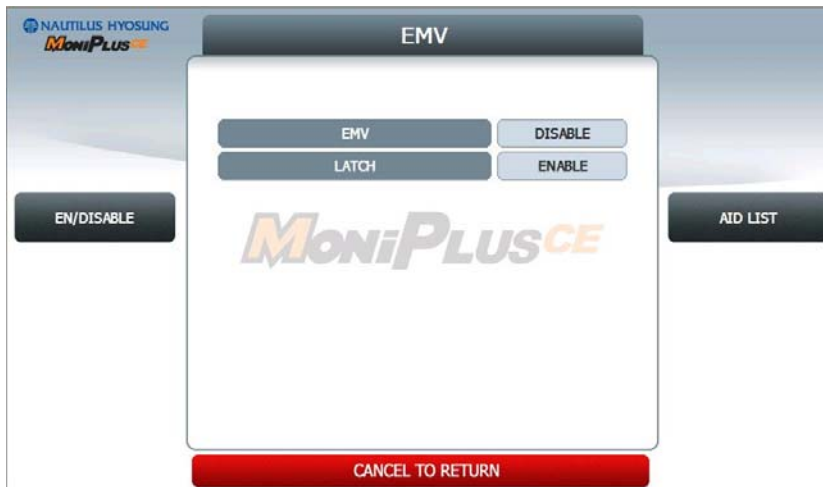 NAUTILUS HYOSUNG
MONIPLUSCE
EMV
EMV DISABLE
LATCH ENABLE
EN/DISABLE
AID LIST
MONIPLUSCE
CANCEL TO RETURN